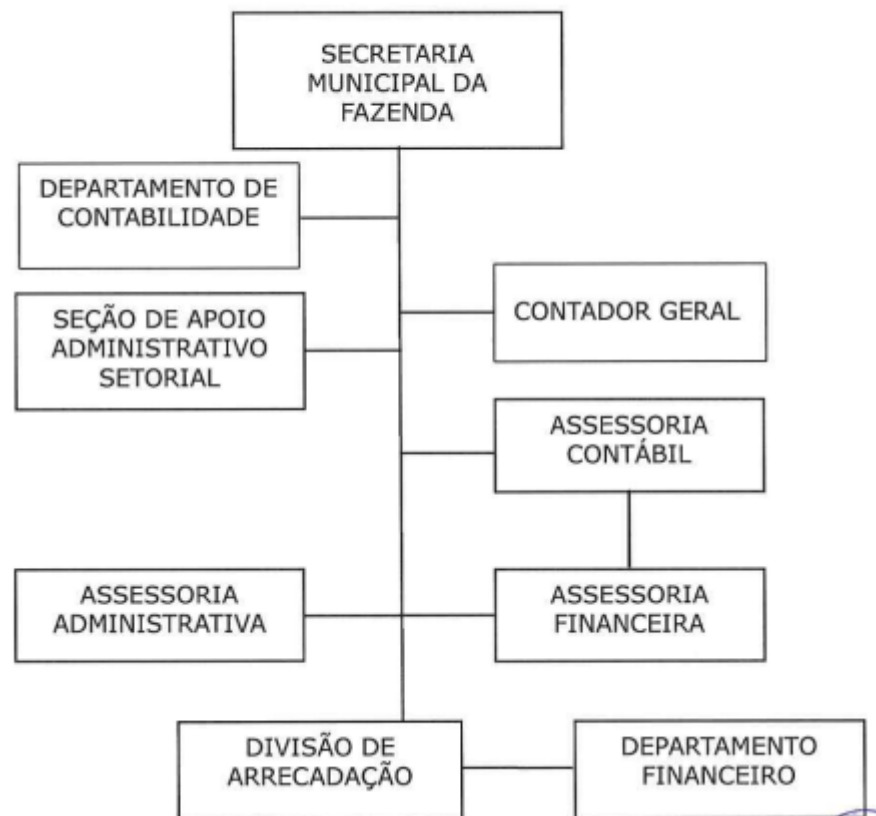 SECRETARIA
MUNICIPAL DA
FAZENDA
DEPARTAMENTO DE
CONTABILIDADE
CONTADOR GERAL
SEÇÃO DE APOIO
ADMINISTRATIVO
SETORIAL
ASSESSORIA
CONTÁBIL
ASSESSORIA
ADMINISTRATIVA
ASSESSORIA
FINANCEIRA
DIVISÃO DE
ARRECADAÇÃO
DEPARTAMENTO
FINANCEIRO